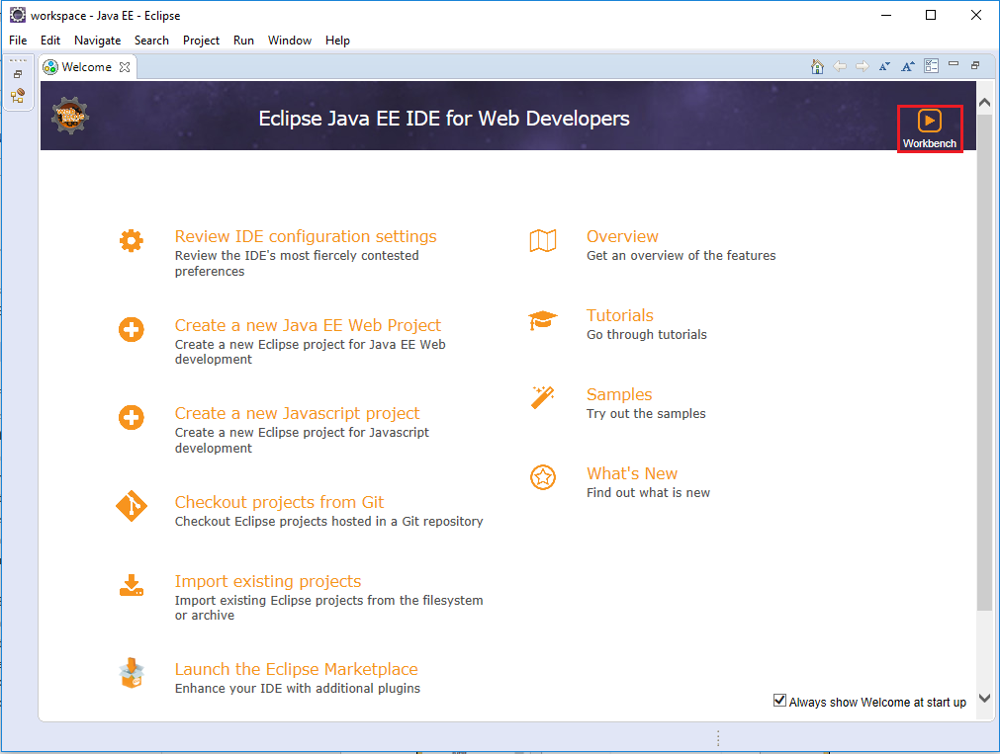 workspace - Java EE - Eclipse
File Edit Navigate Search Project Run Window Help
Welcome
Eclipse Java EE IDE for Web Developers
Workbench
Review IDE configuration settings
Review the IDE's most fiercely contested
preferences
Create a new Java EE Web Project
Create a new Eclipse project for Java EE Web
development
Create a new Javascript project
Create a new Eclipse project for Javascript
development
Checkout projects from Git
Checkout Eclipse projects hosted in a Git repository
Import existing projects
Import existing Eclipse projects from the filesystem
or archive
Launch the Eclipse Marketplace
Enhance your IDE with additional plugins
Overview
Get an overview of the features
Tutorials
Go through tutorials
Samples
Try out the samples
What's New
Find out what is new
Always show Welcome at start up